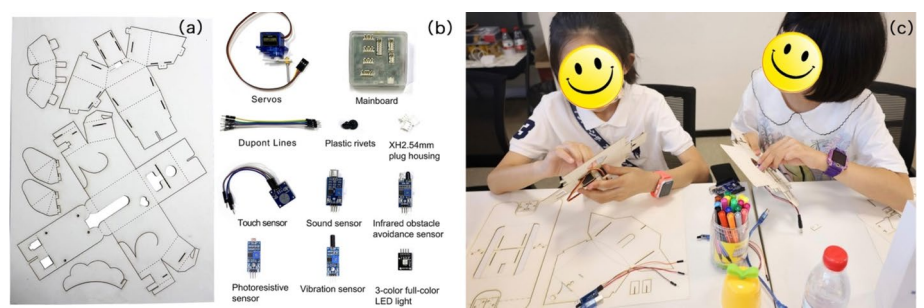 (a)
(b)
(c)
Servos
Mainboard
Dupont Lines
Plastic rivets
XH2.54mm
plug housing
Touch sensor
Sound sensor
Infrared obstacle
avoidance sensor
Photoresistive
sensor
Vibration sensor
3-color full-color
LED light
3